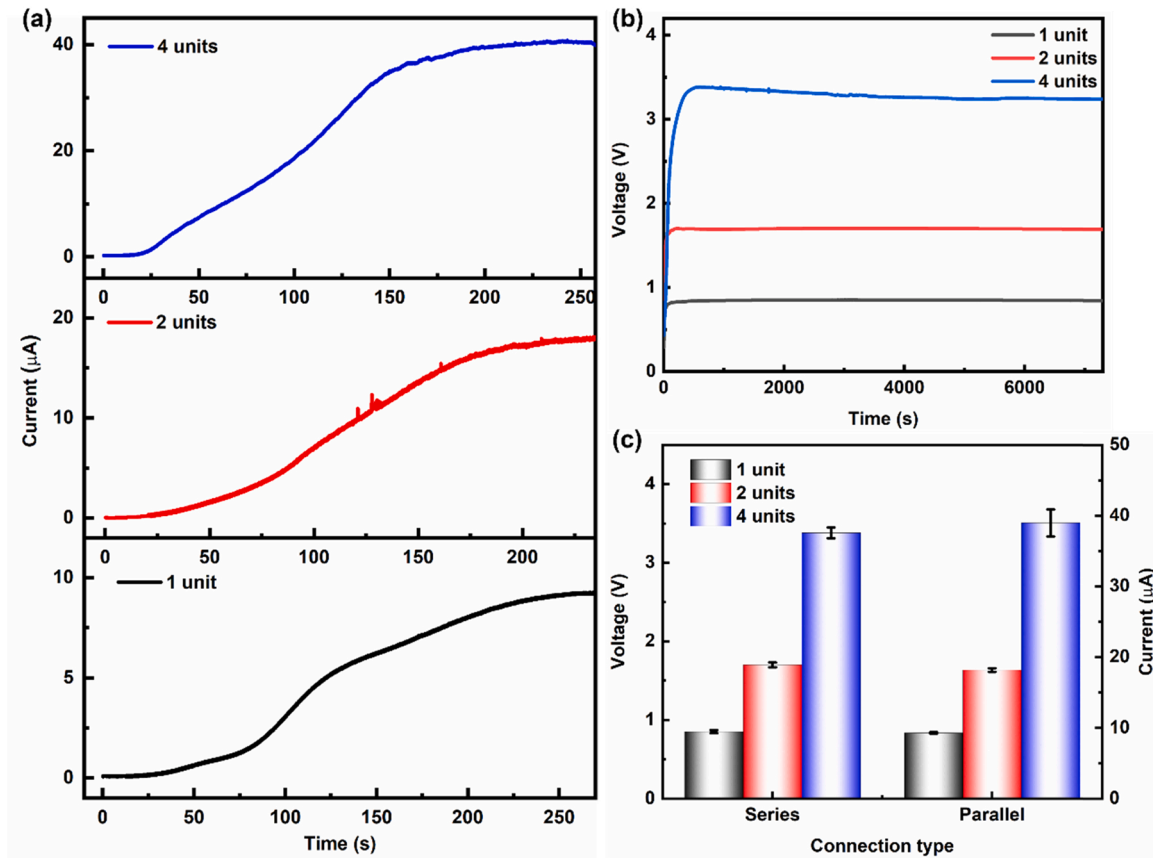 (a)
4 units
40
20
0
0 50 100 150 200 250
2 units
20
10
0
0 50 100 150 200
1 unit
10
5
0
0 50 100 150 200 250
Current (μA)
Time (s)
(b)
1 unit
2 units
4 units
4
3
2
1
0
0 2000 4000 6000
Voltage (V)
Time (s)
(c)
1 unit
2 units
4 units
4
3
2
1
0
50
40
30
20
10
0
Voltage (V)
Current (μA)
Series Parallel
Connection type